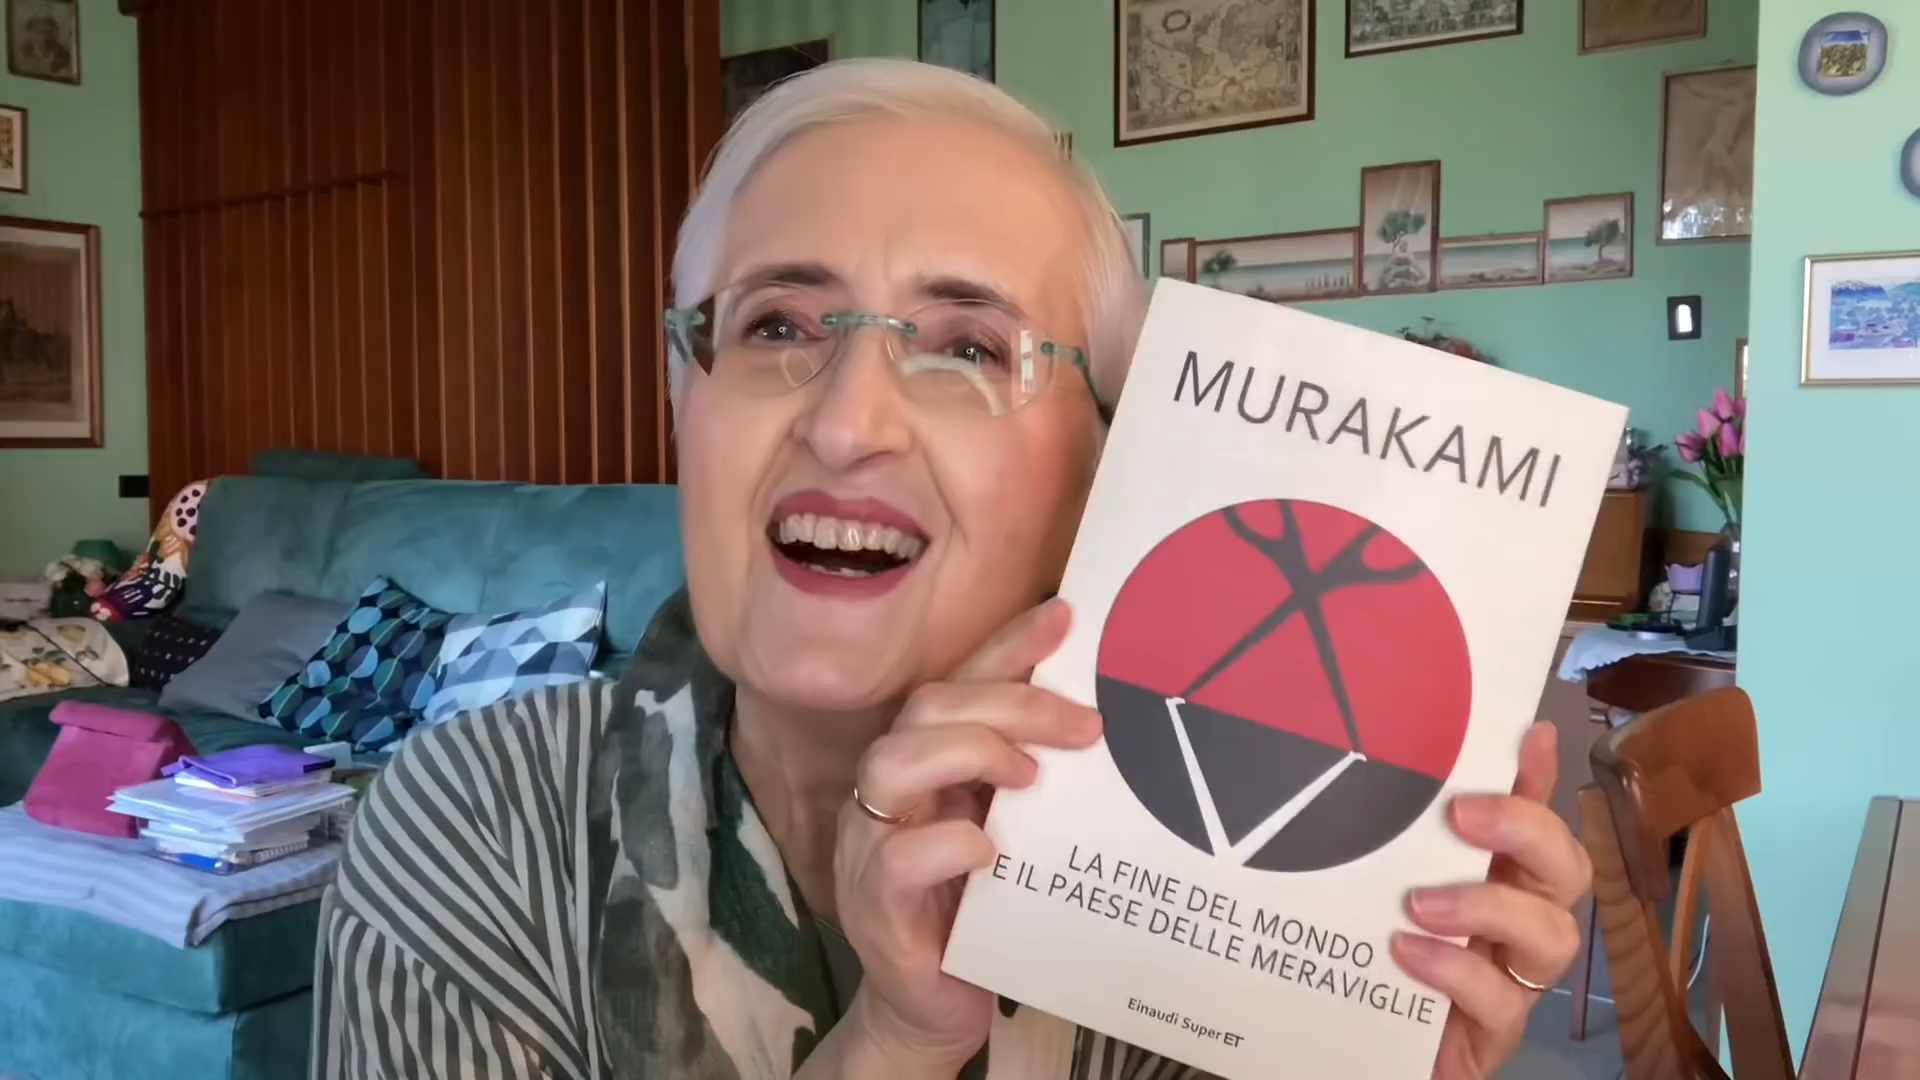 MURAKAMI
LA FINE DEL MONDO
E IL PAESE DELLE MERAVIGLIE
Einaudi Super ET